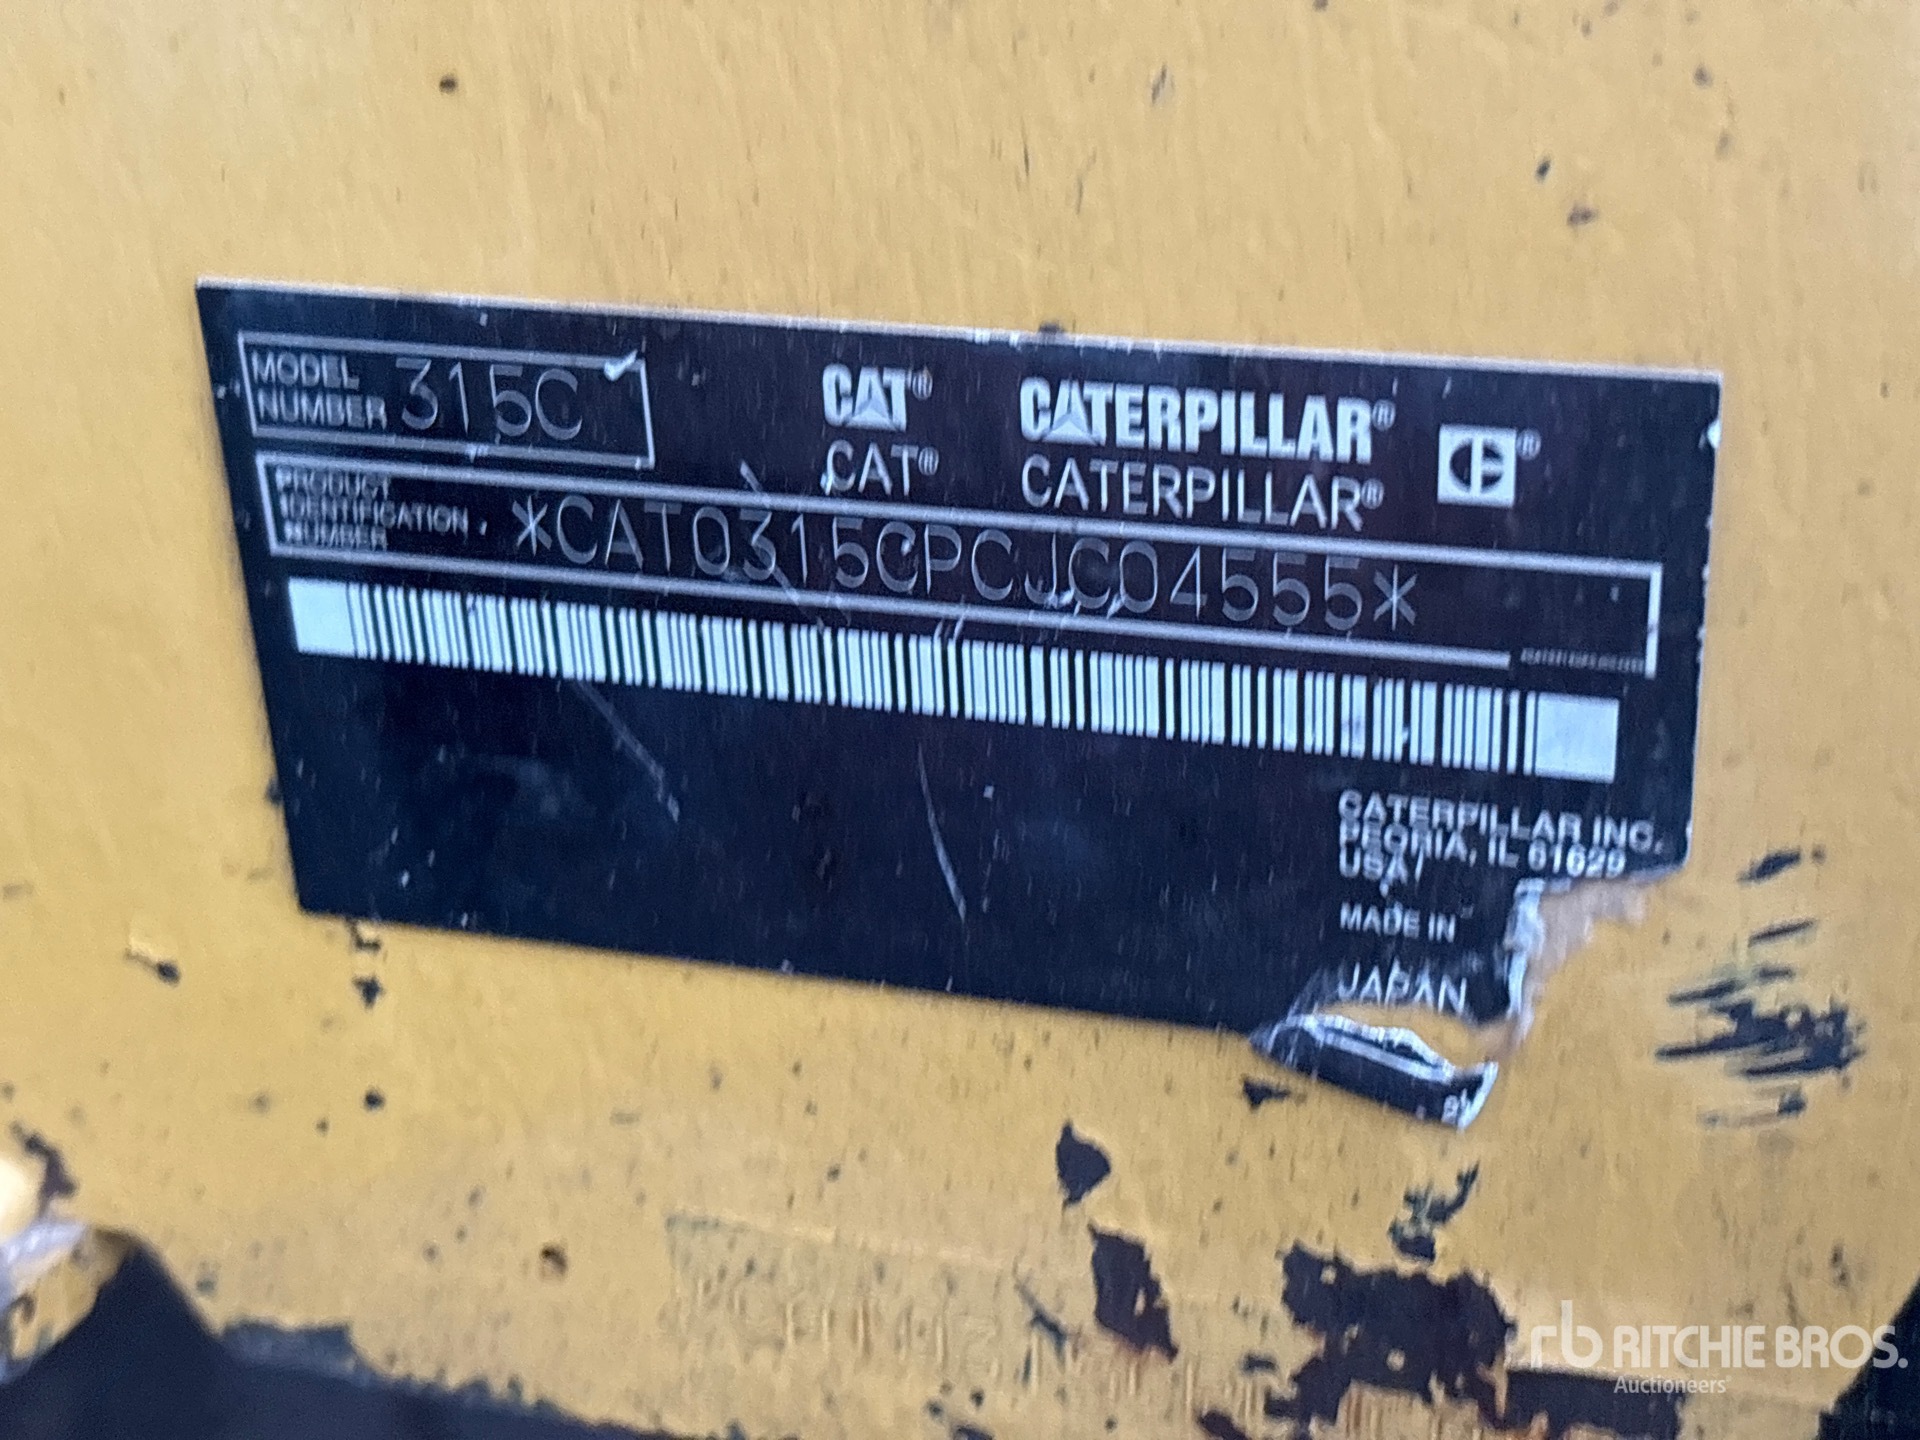 MODEL
NUMBER 315C
CAT® CATERPILLAR®
CAT® CATERPILLAR®
PRODUCT
IDENTIFICATION
NUMBER
*CAT0315CPCJC04555*
CATERPILLAR INC.
PEORIA, IL 61629
USA
MADE IN
JAPAN
rb RITCHIE BROS.
Auctioneers